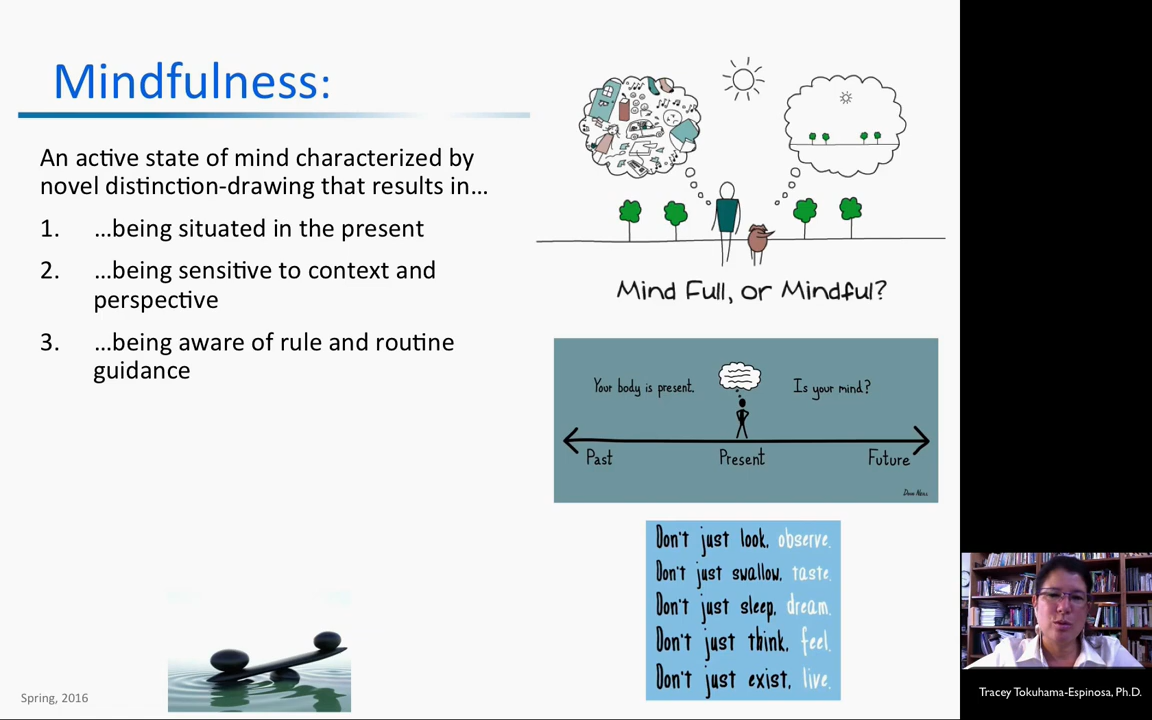 Mindfulness:
An active state of mind characterized by
novel distinction-drawing that results in...
1. ...being situated in the present
2. ...being sensitive to context and
perspective
3. ...being aware of rule and routine
guidance
Spring, 2016
Mind Full, or Mindful?
Your body is present. Is your mind?
Past Present Future
Don't just look, observe.
Don't just swallow, taste.
Don't just sleep, dream.
Don't just think, feel.
Don't just exist, live.
Tracey Tokuhama-Espinosa, Ph.D.